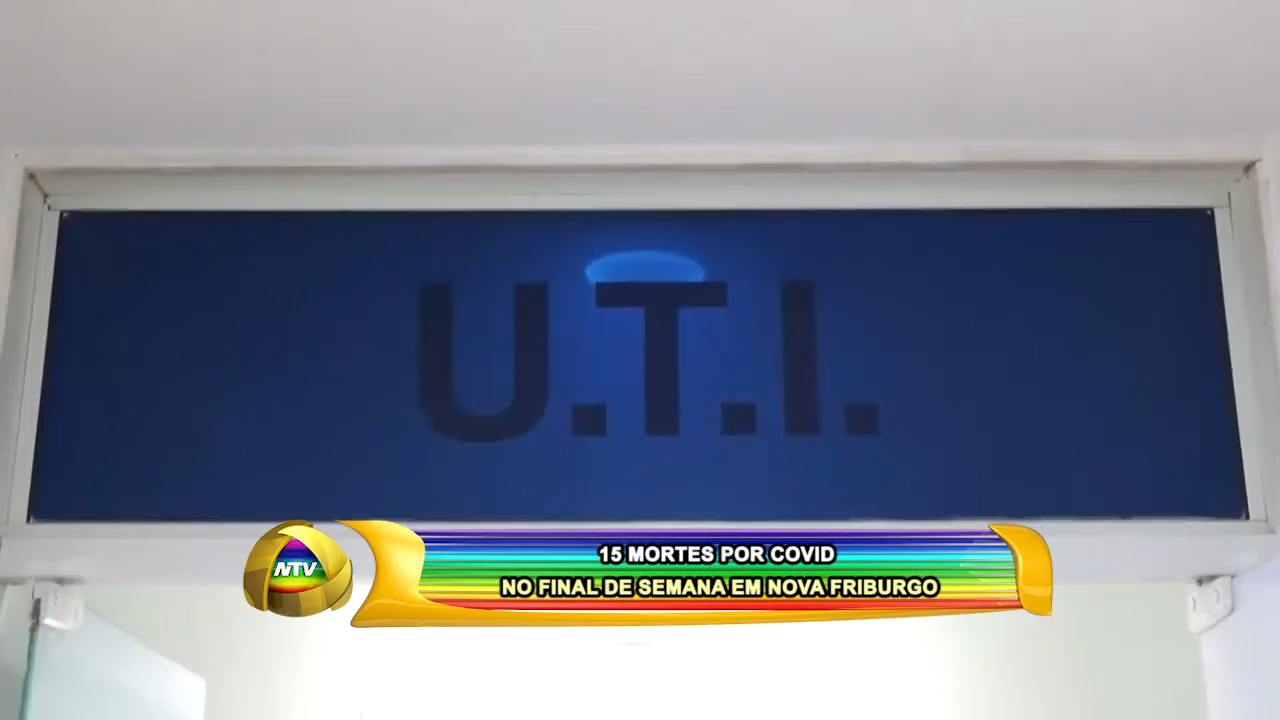 U.T.I.
NTV
15 MORTES POR COVID
NO FINAL DE SEMANA EM NOVA FRIBURGO